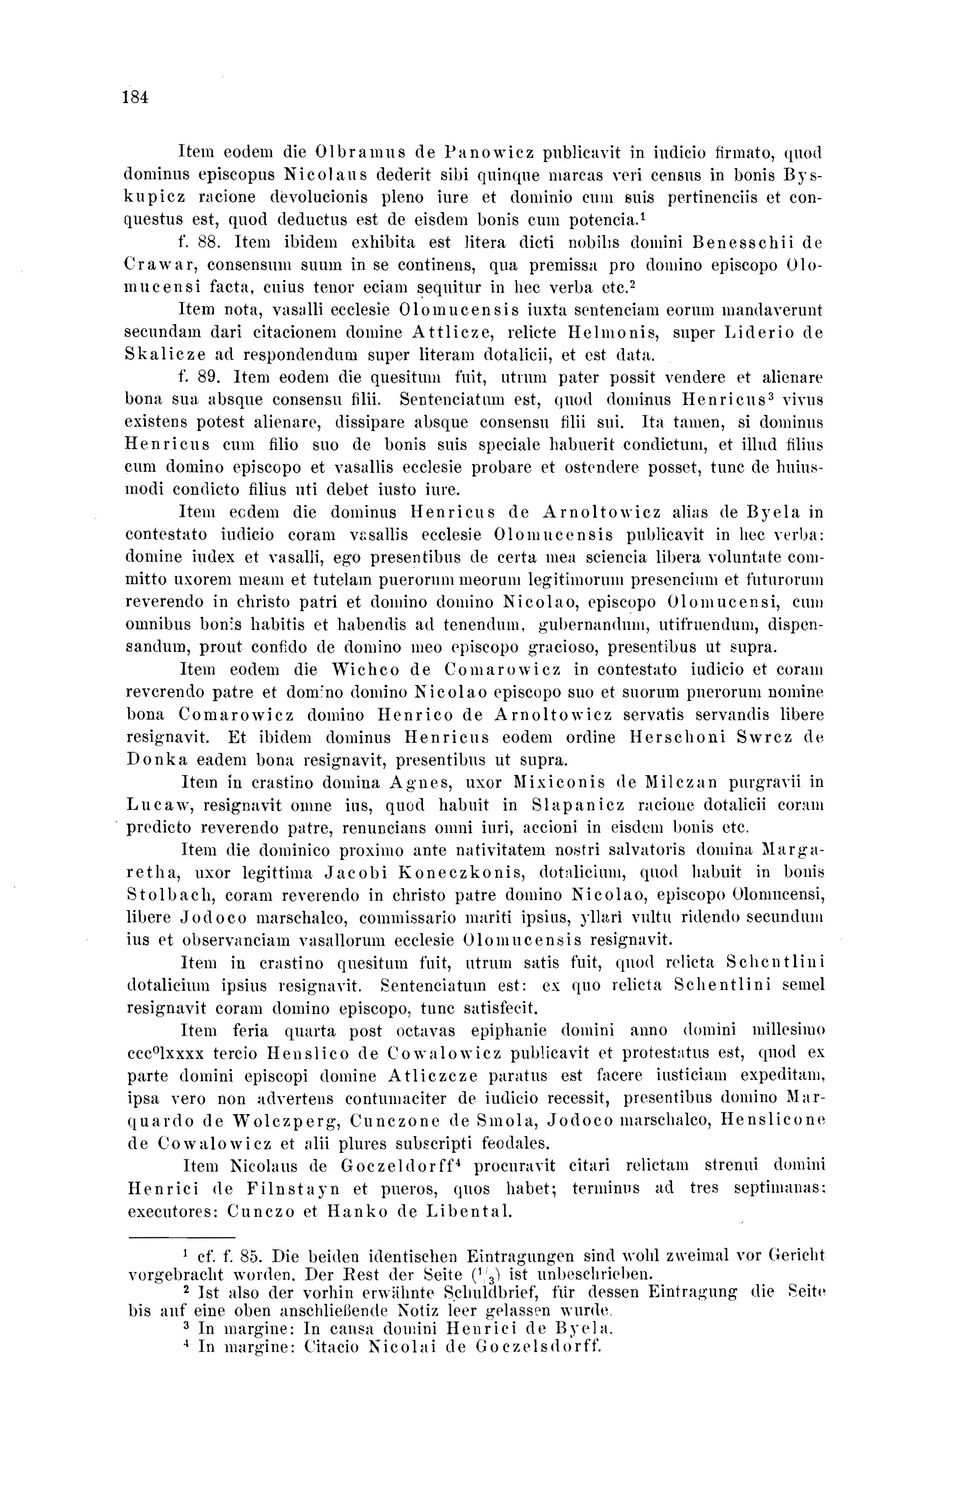 184
Item eodem die Olbramus de Panowicz publicavit in iudicio firmato, quod
dominus episcopus Nicolaus dederit sibi quinque marcas veri census in bonis Bys-
kupicz racione devolucionis pleno iure et dominio cum suis pertinenciis et con-
questus est, quod deductus est de eisdem bonis cum potencia.¹
f. 88. Item ibidem exhibita est litera dicti nobilis domini Benesschii de
Crawar, consensum suum in se continens, qua premissa pro domino episcopo Olo-
mucensi facta, cuius tenor eciam sequitur in hec verba etc.²
Item nota, vasalli ecclesie Olomucensis iuxta sentenciam eorum mandaverunt
secundam dari citacionem domine Attlicze, relicte Helmonis, super Liderio de
Skalicze ad respondendum super literam dotalicii, et est data.
f. 89. Item eodem die quesitum fuit, utrum pater possit vendere et alienare
bona sua absque consensu filii. Sentenciatum est, quod dominus Henricus³ vivus
existens potest alienare, dissipare absque consensu filii sui. Ita tamen, si dominus
Henricus cum filio suo de bonis suis speciale habuerit condictum, et illud filius
cum domino episcopo et vasallis ecclesie probare et ostendere posset, tunc de huius-
modi condicto filius uti debet iusto iure.
Item eodem die dominus Henricus de Arnoltowicz alias de Byela in
contestato iudicio coram vasallis ecclesie Olomucensis publicavit in hec verba:
domine iudex et vasalli, ego presentibus de certa mea sciencia libera voluntate com-
mitto uxorem meam et tutelam puerorum meorum legitimorum presencium et futurorum
reverendo in christo patri et domino domino Nicolao, episcopo Olomucensi, cum
omnibus bonis habitis et habendis ad tenendum, gubernandum, utifruendum, dispen-
sandum, prout confido de domino meo episcopo gracioso, presentibus ut supra.
Item eodem die Wichco de Comarowicz in contestato iudicio et coram
reverendo patre et domino domino Nicolao episcopo suo et suorum puerorum nomine
bona Comarowicz domino Henrico de Arnoltowicz servatis servandis libere
resignavit. Et ibidem dominus Henricus eodem ordine Herschoni Swrcz de
Donka eadem bona resignavit, presentibus ut supra.
Item in crastino domina Agnes, uxor Mixiconis de Milczan purgravii in
Lucaw, resignavit omne ius, quod habuit in Slapanicz racione dotalicii coram
predicto reverendo patre, renuncians omni iuri, accioni in eisdem bonis etc.
Item die dominico proximo ante nativitatem nostri salvatoris domina Marga-
retha, uxor legittima Jacobi Koneczkonis, dotalicium, quod habuit in bonis
Stolbach, coram reverendo in christo patre domino Nicolao, episcopo Olomucensi,
libere Jodoco marschalco, commissario mariti ipsius, yllari vultu ridendo secundum
ius et observanciam vasallorum ecclesie Olomucensis resignavit.
Item in crastino quesitum fuit, utrum satis fuit, quod relicta Schentlini
dotalicium ipsius resignavit. Sentenciatum est: ex quo relicta Schentlini semel
resignavit coram domino episcopo, tunc satisfecit.
Item feria quarta post octavas epiphanie domini anno domini millesimo
ccc⁰lxxxx tercio Henslico de Cowalowicz publicavit et protestatus est, quod ex
parte domini episcopi domine Atliczcze paratus est facere iusticiam expeditam,
ipsa vero non advertens contumaciter de iudicio recessit, presentibus domino Mar-
quardo de Wolczperg, Cunczone de Smola, Jodoco marschalco, Henslicone
de Cowalowicz et alii plures subscripti feodales.
Item Nicolaus de Goczeldorff⁴ procuravit citari relictam strenui domini
Henrici de Filnstayn et pueros, quos habet; terminus ad tres septimanas:
executores: Cunczo et Hanko de Libental.
¹ cf. f. 85. Die beiden identischen Eintragungen sind wohl zweimal vor Gericht
vorgebracht worden. Der Rest der Seite (¹/₃) ist unbeschrieben.
² Ist also der vorhin erwähnte Schuldbrief, für dessen Eintragung die Seite
bis auf eine oben anschließende Notiz leer gelassen wurde.
³ In margine: In causa domini Henrici de Byela.
⁴ In margine: Citacio Nicolai de Goczelsdorff.